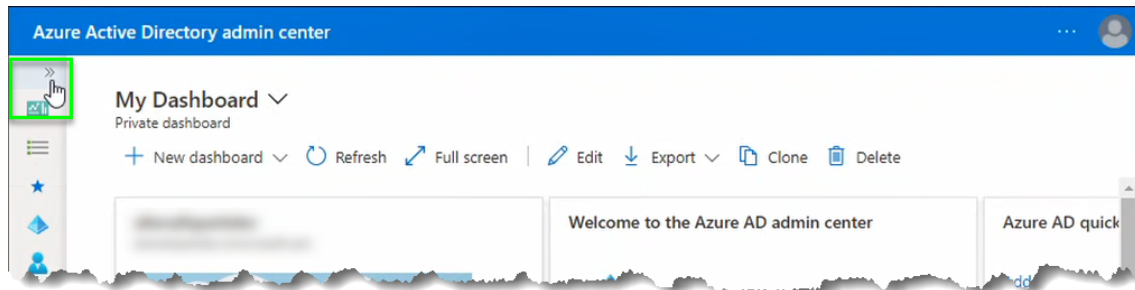 Azure Active Directory admin center
My Dashboard
Private dashboard
New dashboard Refresh Full screen Edit Export Clone Delete
Welcome to the Azure AD admin center Azure AD quick